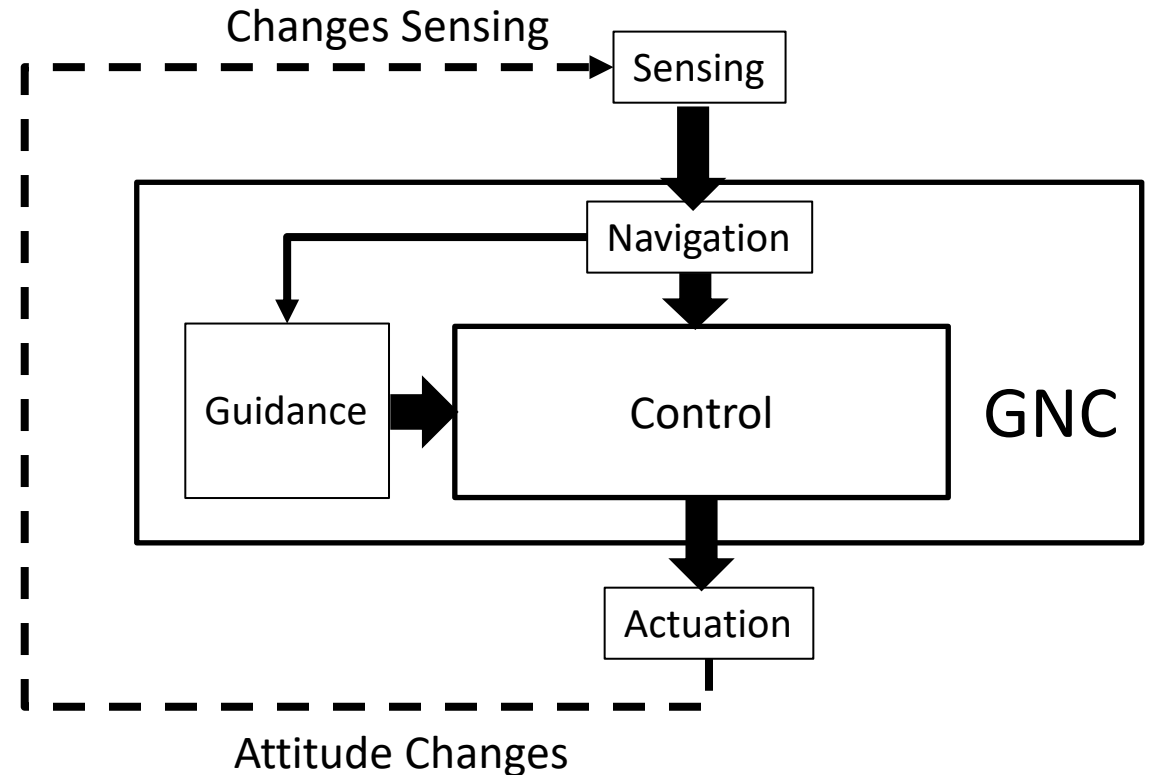 Changes Sensing
Sensing
Navigation
Guidance
Control
GNC
Actuation
Attitude Changes